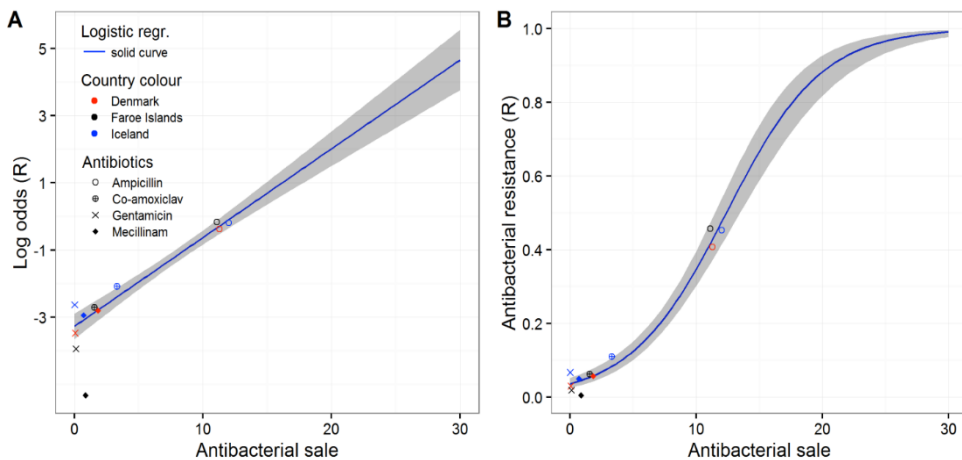 A
Logistic regr.
solid curve
Country colour
Denmark
Faroe Islands
Iceland
Antibiotics
Ampicillin
Co-amoxiclav
Gentamicin
Mecillinam
Log odds (R)
5
3
1
-1
-3
0
10
20
30
Antibacterial sale
B
Antibacterial resistance (R)
1.0
0.8
0.6
0.4
0.2
0.0
0
10
20
30
Antibacterial sale